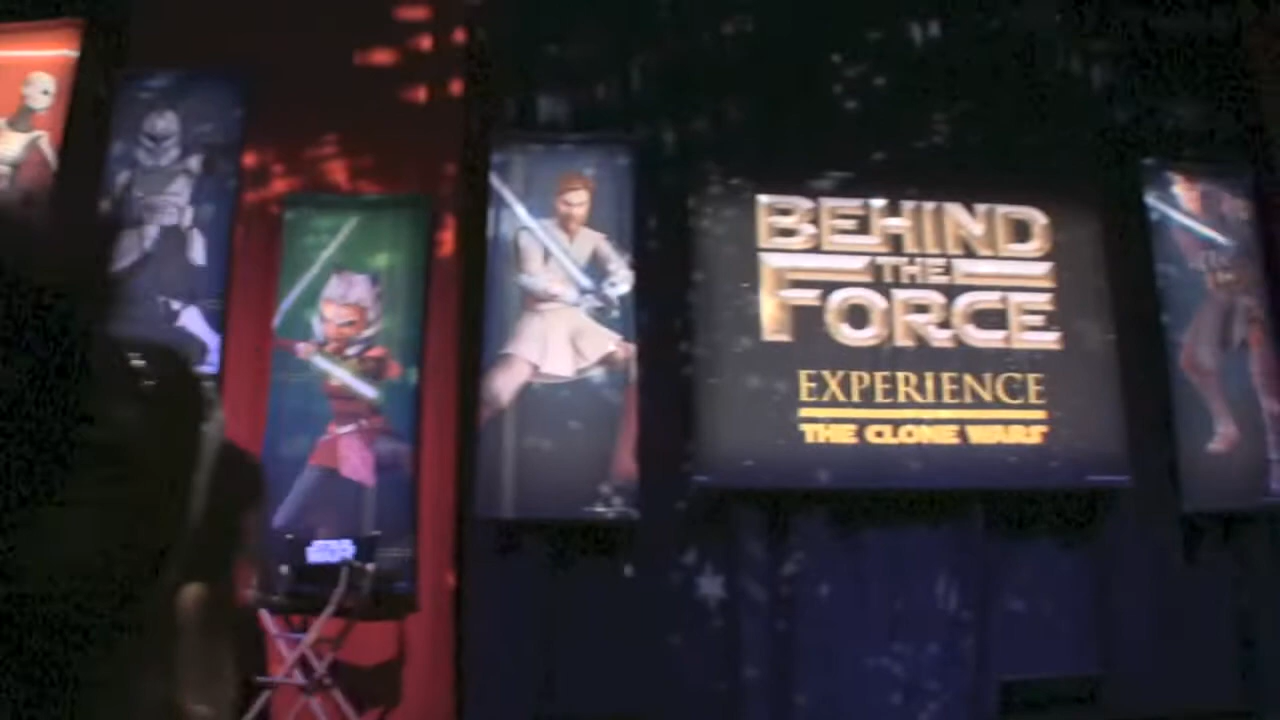 BEHIND
THE
FORCE
EXPERIENCE
THE CLONE WARS